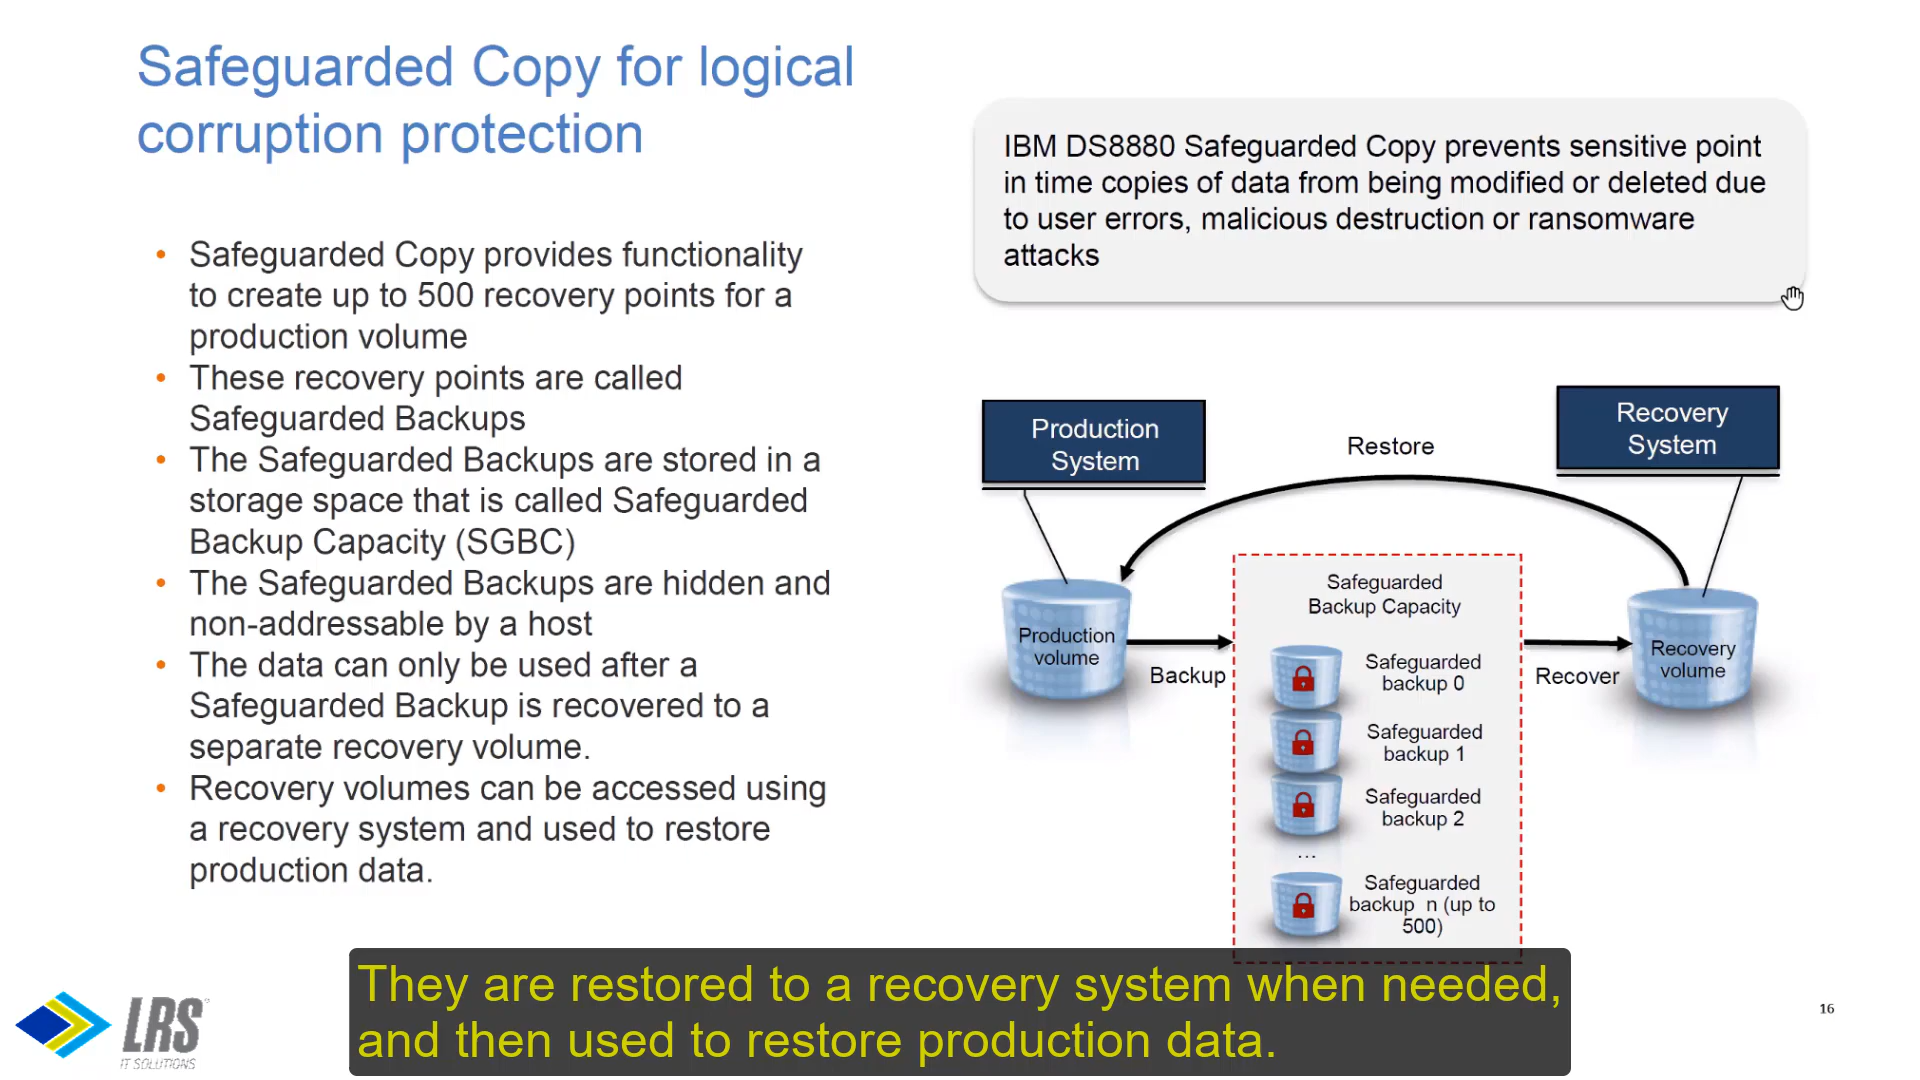 Safeguarded Copy for logical
corruption protection
• Safeguarded Copy provides functionality
to create up to 500 recovery points for a
production volume
• These recovery points are called
Safeguarded Backups
• The Safeguarded Backups are stored in a
storage space that is called Safeguarded
Backup Capacity (SGBC)
• The Safeguarded Backups are hidden and
non-addressable by a host
• The data can only be used after a
Safeguarded Backup is recovered to a
separate recovery volume.
• Recovery volumes can be accessed using
a recovery system and used to restore
production data.
IBM DS8880 Safeguarded Copy prevents sensitive point
in time copies of data from being modified or deleted due
to user errors, malicious destruction or ransomware
attacks
Production
System
Restore
Recovery
System
Production
volume
Backup
Safeguarded
Backup Capacity
Safeguarded
backup 0
Safeguarded
backup 1
Safeguarded
backup 2
...
Safeguarded
backup n (up to
500)
Recover
Recovery
volume
They are restored to a recovery system when needed,
and then used to restore production data.
LRS
IT SOLUTIONS
16